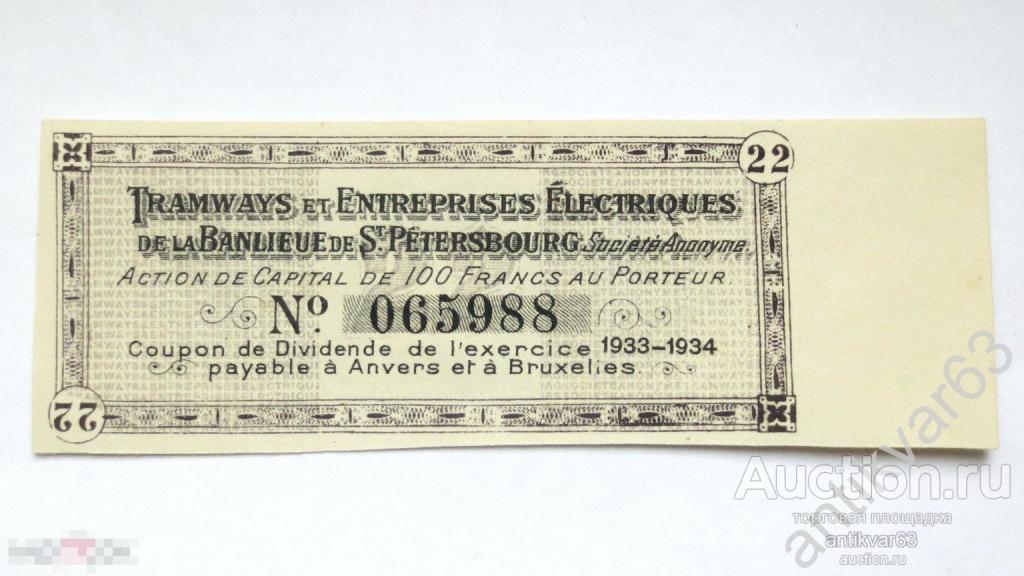 22
TRAMWAYS ET ENTREPRISES ÉLECTRIQUES
DE LA BANLIEUE DE ST. PÉTERSBOURG. Société Anonyme.
ACTION DE CAPITAL DE 100 FRANCS AU PORTEUR.
No. 065988
Coupon de Dividende de l'exercice 1933-1934
payable à Anvers et à Bruxelles.
22
Auction.ru
торговая площадка
antikvar63
auction.ru
antikvar63